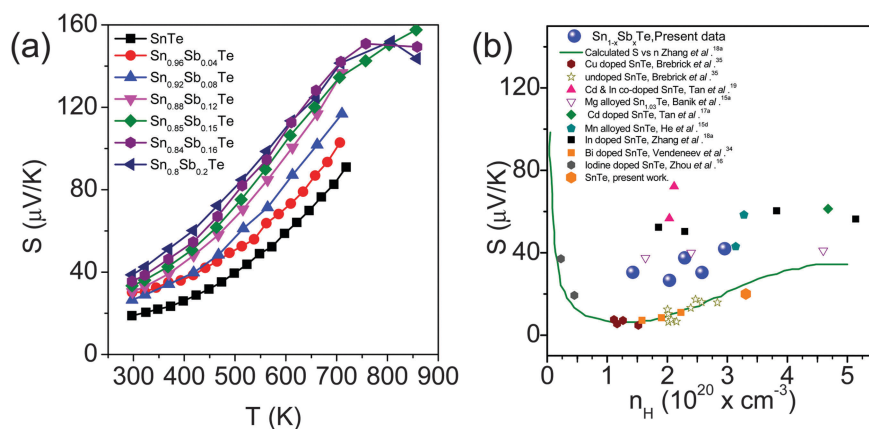 (a)
160
120
80
40
0
S (μV/K)
SnTe
Sn0.96Sb0.04Te
Sn0.92Sb0.08Te
Sn0.88Sb0.12Te
Sn0.85Sb0.15Te
Sn0.84Sb0.16Te
Sn0.8Sb0.2Te
300 400 500 600 700 800 900
T (K)
(b)
120
80
40
0
S (μV/K)
Sn1-xSbxTe,Present data
Calculated S vs n Zhang et al.18a
Cu doped SnTe, Brebrick et al.35
undoped SnTe, Brebrick et al.35
Cd & In co-doped SnTe, Tan et al.19
Mg alloyed Sn1.03Te, Banik et al.15a
Cd doped SnTe, Tan et al.17a
Mn alloyed SnTe, He et al.15d
In doped SnTe, Zhang et al.18a
Bi doped SnTe, Vendeneev et al.34
Iodine doped SnTe, Zhou et al.16
SnTe, present work.
0 1 2 3 4 5
nH (10²⁰ x cm⁻³)